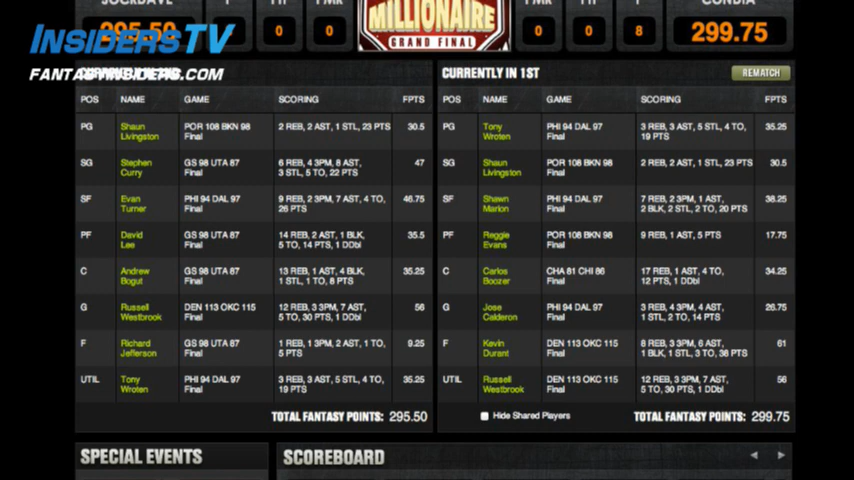 JOCKDAVE
GONDIA
295.50
0
0
MILLIONAIRE
GRAND FINAL
0
0
8
299.75
INSIDERSTV
FANTASYINSIDERS.COM
CURRENTLY IN 1ST
REMATCH
POS NAME GAME SCORING FPTS
PG Shaun Livingston POR 108 BKN 98 Final 2 REB, 2 AST, 1 STL, 23 PTS 30.5
SG Stephen Curry GS 98 UTA 87 Final 6 REB, 4 3PM, 8 AST, 3 STL, 5 TO, 22 PTS 47
SF Evan Turner PHI 94 DAL 97 Final 9 REB, 2 3PM, 7 AST, 4 TO, 26 PTS 46.75
PF David Lee GS 98 UTA 87 Final 14 REB, 2 AST, 1 BLK, 5 TO, 14 PTS, 1 DDbl 35.5
C Andrew Bogut GS 98 UTA 87 Final 13 REB, 1 AST, 4 BLK, 1 STL, 1 TO, 8 PTS 35.25
G Russell Westbrook DEN 113 OKC 115 Final 12 REB, 3 3PM, 7 AST, 5 TO, 30 PTS, 1 DDbl 56
F Richard Jefferson GS 98 UTA 87 Final 1 REB, 1 3PM, 2 AST, 1 TO, 5 PTS 9.25
UTIL Tony Wroten PHI 94 DAL 97 Final 3 REB, 3 AST, 5 STL, 4 TO, 19 PTS 35.25
TOTAL FANTASY POINTS: 295.50
POS NAME GAME SCORING FPTS
PG Tony Wroten PHI 94 DAL 97 Final 3 REB, 3 AST, 5 STL, 4 TO, 19 PTS 35.25
SG Shaun Livingston POR 108 BKN 98 Final 2 REB, 2 AST, 1 STL, 23 PTS 30.5
SF Shawn Marion PHI 94 DAL 97 Final 7 REB, 2 3PM, 1 AST, 2 BLK, 2 STL, 2 TO, 20 PTS 38.25
PF Reggie Evans POR 108 BKN 98 Final 9 REB, 1 AST, 5 PTS 17.75
C Carlos Boozer CHA 81 CHI 86 Final 17 REB, 1 AST, 4 TO, 12 PTS, 1 DDbl 34.25
G Jose Calderon PHI 94 DAL 97 Final 3 REB, 4 3PM, 4 AST, 1 STL, 2 TO, 14 PTS 26.75
F Kevin Durant DEN 113 OKC 115 Final 8 REB, 3 3PM, 6 AST, 1 BLK, 1 STL, 3 TO, 38 PTS 61
UTIL Russell Westbrook DEN 113 OKC 115 Final 12 REB, 3 3PM, 7 AST, 5 TO, 30 PTS, 1 DDbl 56
Hide Shared Players
TOTAL FANTASY POINTS: 299.75
SPECIAL EVENTS
SCOREBOARD